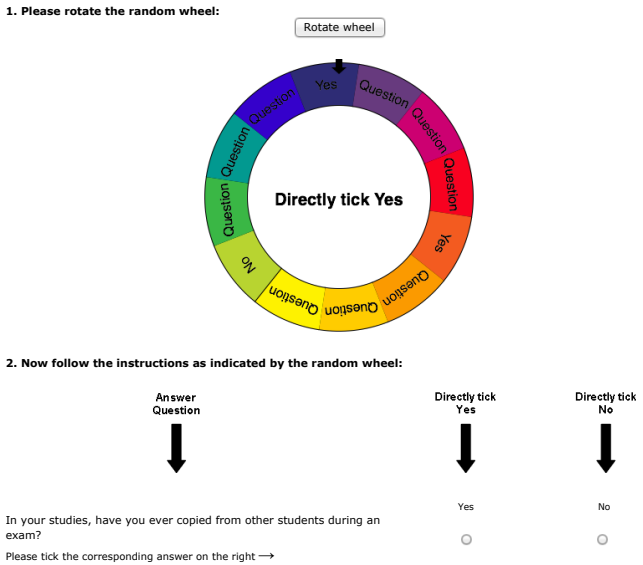 1. Please rotate the random wheel:
Rotate wheel
Yes
Question
Question
Question
Yes
Question
Question
Question
No
Question
Question
Question
Directly tick Yes
2. Now follow the instructions as indicated by the random wheel:
Answer
Question
Directly tick
Yes
Directly tick
No
Yes
No
In your studies, have you ever copied from other students during an
exam?
Please tick the corresponding answer on the right →